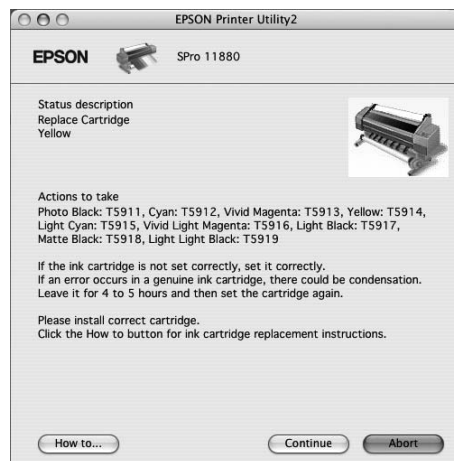 EPSON Printer Utility2
EPSON
SPro 11880
Status description
Replace Cartridge
Yellow
Actions to take
Photo Black: T5911, Cyan: T5912, Vivid Magenta: T5913, Yellow: T5914,
Light Cyan: T5915, Vivid Light Magenta: T5916, Light Black: T5917,
Matte Black: T5918, Light Light Black: T5919
If the ink cartridge is not set correctly, set it correctly.
If an error occurs in a genuine ink cartridge, there could be condensation.
Leave it for 4 to 5 hours and then set the cartridge again.
Please install correct cartridge.
Click the How to button for ink cartridge replacement instructions.
How to...
Continue
Abort